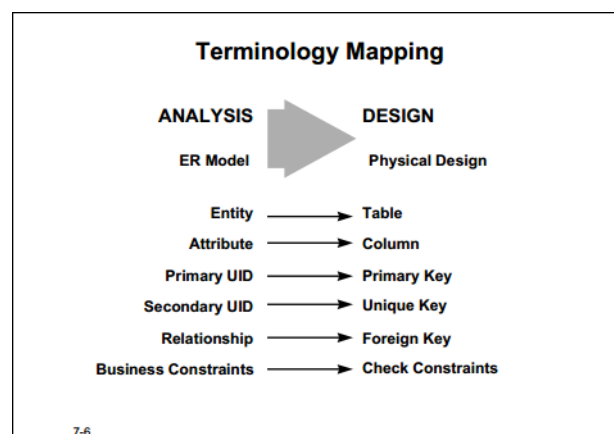 Terminology Mapping
ANALYSIS DESIGN
ER Model Physical Design
Entity Table
Attribute Column
Primary UID Primary Key
Secondary UID Unique Key
Relationship Foreign Key
Business Constraints Check Constraints
7-6